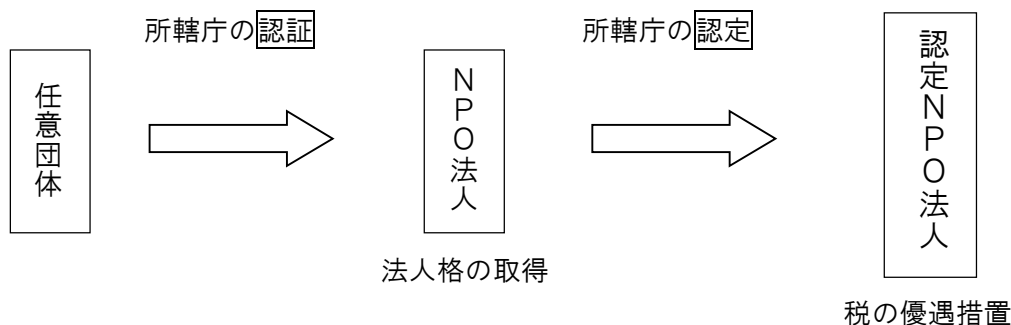 所轄庁の認証
所轄庁の認定
任意団体
NPO法人
認定NPO法人
法人格の取得
税の優遇措置